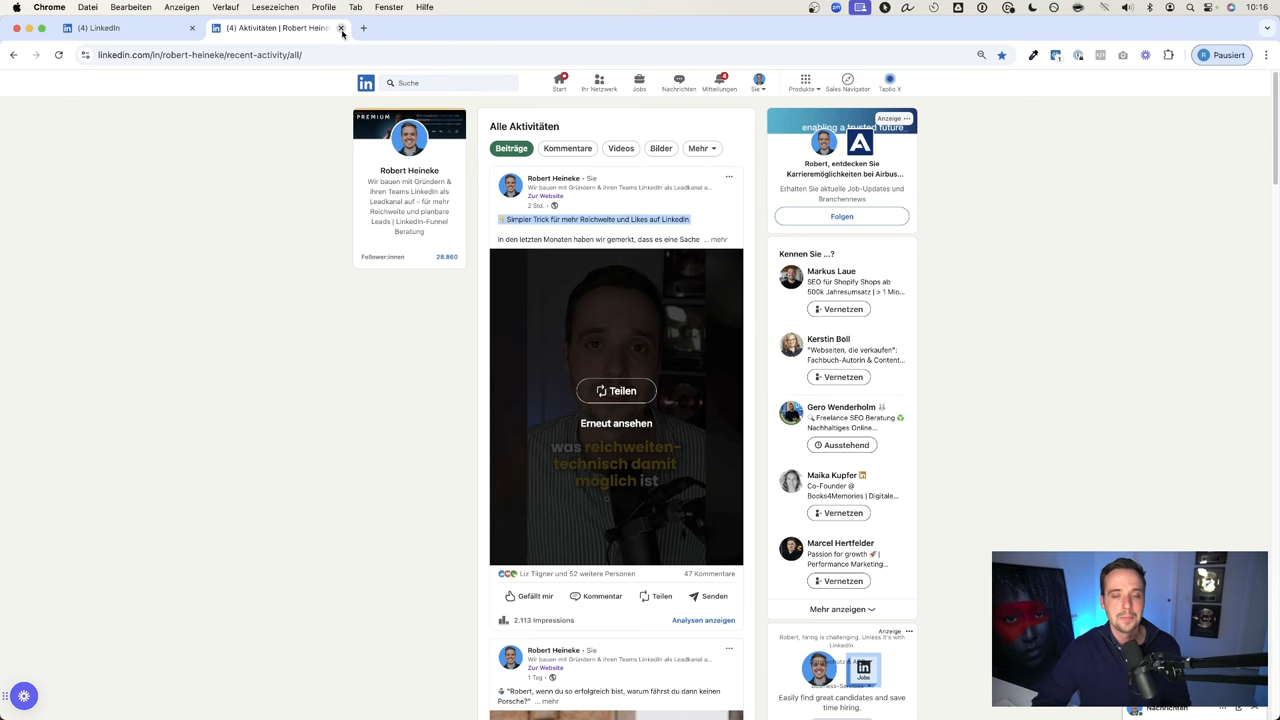 Chrome Datei Bearbeiten Anzeigen Verlauf Lesezeichen Profile Tab Fenster Hilfe
10:16
(4) LinkedIn
(4) Aktivitäten | Robert Heine
linkedin.com/in/robert-heineke/recent-activity/all/
R Pausiert
in Suche
Start
Ihr Netzwerk
Jobs
Nachrichten
4
Mitteilungen
Sie
Produkte
Sales Navigator
Taplio X
PREMIUM
Robert Heineke
Wir bauen mit Gründern &
ihren Teams LinkedIn als
Leadkanal auf - für mehr
Reichweite und planbare
Leads | LinkedIn-Funnel
Beratung
Follower:innen 28.860
Alle Aktivitäten
Beiträge Kommentare Videos Bilder Mehr
Robert Heineke • Sie
Wir bauen mit Gründern & ihren Teams LinkedIn als Leadkanal a...
Zur Website
2 Std. •
Simpler Trick für mehr Reichweite und Likes auf LinkedIn
In den letzten Monaten haben wir gemerkt, dass es eine Sache ... mehr
Teilen
Erneut ansehen
was reichweiten-
technisch damit
möglich ist
Liz Tilgner und 52 weitere Personen 47 Kommentare
Gefällt mir Kommentar Teilen Senden
2.113 Impressions Analysen anzeigen
Robert Heineke • Sie
Wir bauen mit Gründern & ihren Teams LinkedIn als Leadkanal a...
Zur Website
1 Tag •
"Robert, wenn du so erfolgreich bist, warum fährst du dann keinen
Porsche?" ... mehr
Anzeige
enabling a trusted future
Robert, entdecken Sie
Karrieremöglichkeiten bei Airbus...
Erhalten Sie aktuelle Job-Updates und
Branchennews
Folgen
Kennen Sie ...?
Markus Laue
SEO für Shopify Shops ab
500k Jahresumsatz | > 1 Mio...
Vernetzen
Kerstin Boll
"Webseiten, die verkaufen":
Fachbuch-Autorin & Content...
Vernetzen
Gero Wenderholm
Freelance SEO Beratung
Nachhaltiges Online...
Ausstehend
Maika Kupfer
Co-Founder @
Books4Memories | Digitale...
Vernetzen
Marcel Hertfelder
Passion for growth |
Performance Marketing...
Vernetzen
Mehr anzeigen
Anzeige
Robert, hiring is challenging. Unless it's with
LinkedIn.
in
Jobs
Business-Services
Easily find great candidates and save
time hiring.
Nachrichten